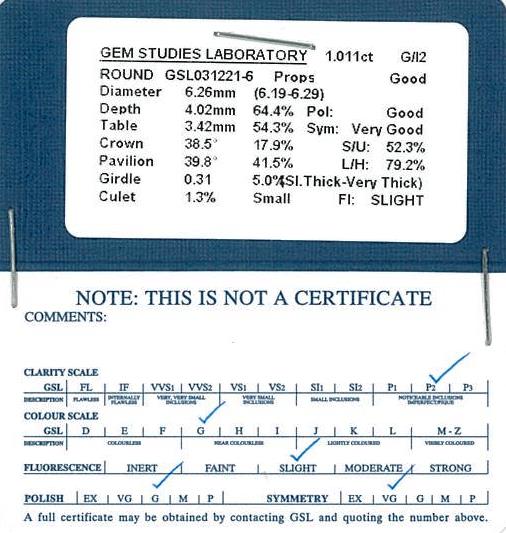 GEM STUDIES LABORATORY 1.011ct G/I2
ROUND GSL031221-6 Props Good
Diameter 6.26mm (6.19-6.29)
Depth 4.02mm 64.4% Pol: Good
Table 3.42mm 54.3% Sym: Very Good
Crown 38.5° 17.9% S/U: 52.3%
Pavilion 39.8° 41.5% L/H: 79.2%
Girdle 0.31 5.0%(Sl.Thick-Very Thick)
Culet 1.3% Small Fl: SLIGHT
NOTE: THIS IS NOT A CERTIFICATE
COMMENTS:
CLARITY SCALE
GSL | FL | IF | VVS1 | VVS2 | VS1 | VS2 | SI1 | SI2 | P1 | P2 | P3
DESCRIPTION FLAWLESS INTERNALLY FLAWLESS VERY, VERY SMALL INCLUSIONS VERY SMALL INCLUSIONS SMALL INCLUSIONS NOTICEABLE INCLUSIONS IMPERFECT/PIQUE
COLOUR SCALE
GSL | D | E | F | G | H | I | J | K | L | M - Z
DESCRIPTION COLOURLESS NEAR COLOURLESS LIGHTLY COLOURED VISIBLY COLOURED
FLUORESCENCE | INERT | FAINT | SLIGHT | MODERATE | STRONG
POLISH | EX | VG | G | M | P SYMMETRY | EX | VG | G | M | P
A full certificate may be obtained by contacting GSL and quoting the number above.